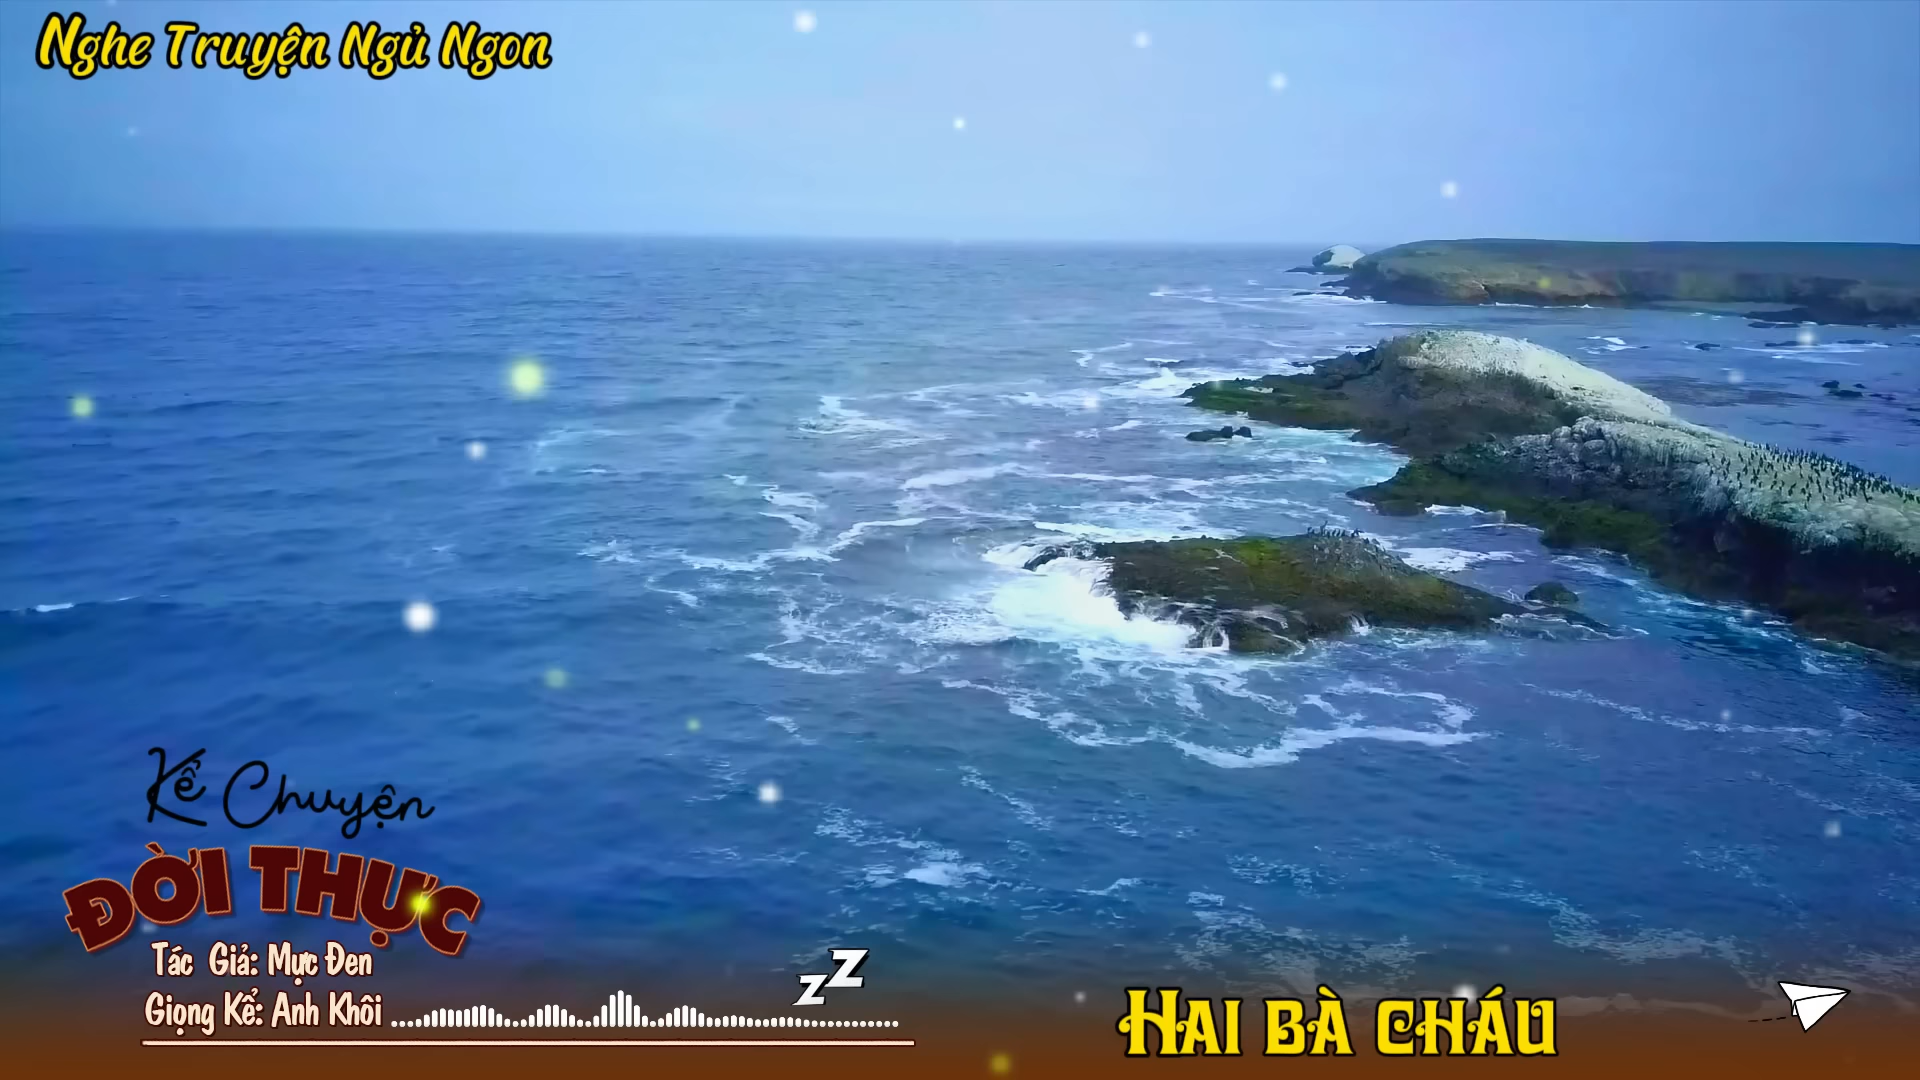 Nghe Truyện Ngủ Ngon
Kể Chuyện
ĐỜI THỰC
Tác Giả: Mực Đen
Giọng Kể: Anh Khôi
zZ
HAI BÀ CHÁU